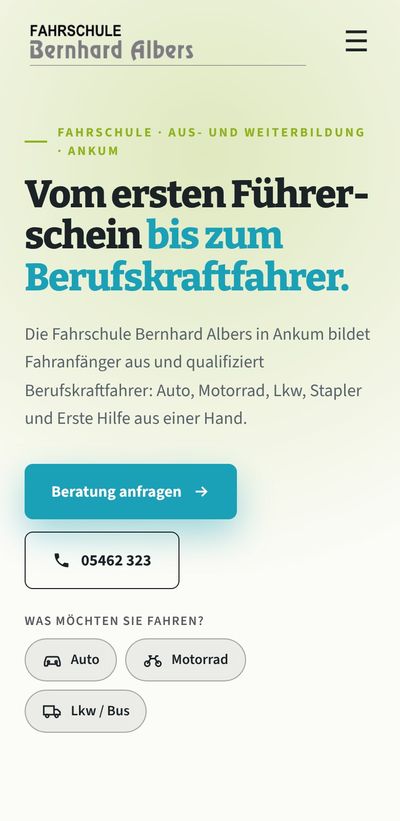 FAHRSCHULE
Bernhard Albers
FAHRSCHULE · AUS- UND WEITERBILDUNG
· ANKUM
Vom ersten Führer-
schein bis zum
Berufskraftfahrer.
Die Fahrschule Bernhard Albers in Ankum bildet
Fahranfänger aus und qualifiziert
Berufskraftfahrer: Auto, Motorrad, Lkw, Stapler
und Erste Hilfe aus einer Hand.
Beratung anfragen →
05462 323
WAS MÖCHTEN SIE FAHREN?
Auto
Motorrad
Lkw / Bus